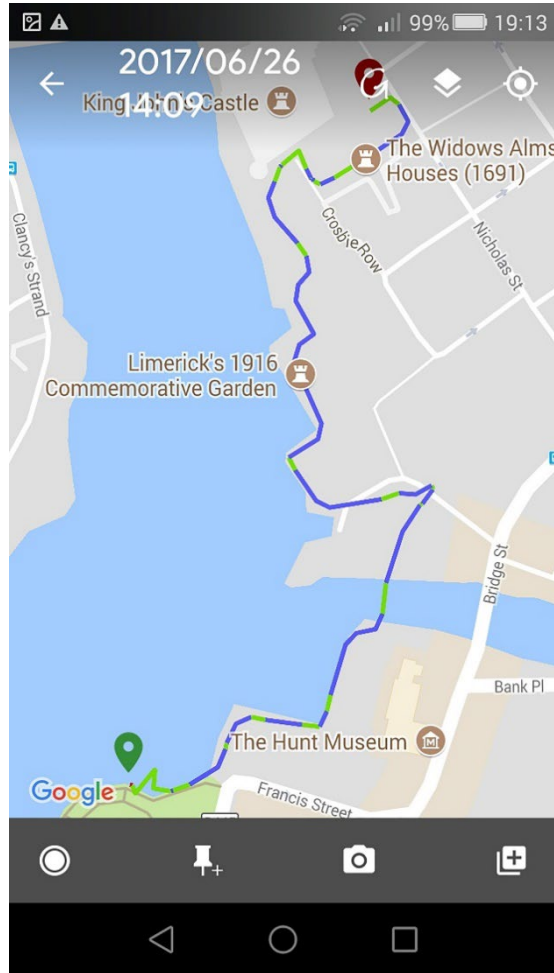 99% 19:13
2017/06/26
14:09
King John's Castle
The Widows Alms
Houses (1691)
Clancy's Strand
Crosbie Row
Nicholas St
Limerick's 1916
Commemorative Garden
Bridge St
Bank Pl
The Hunt Museum
Google
Francis Street